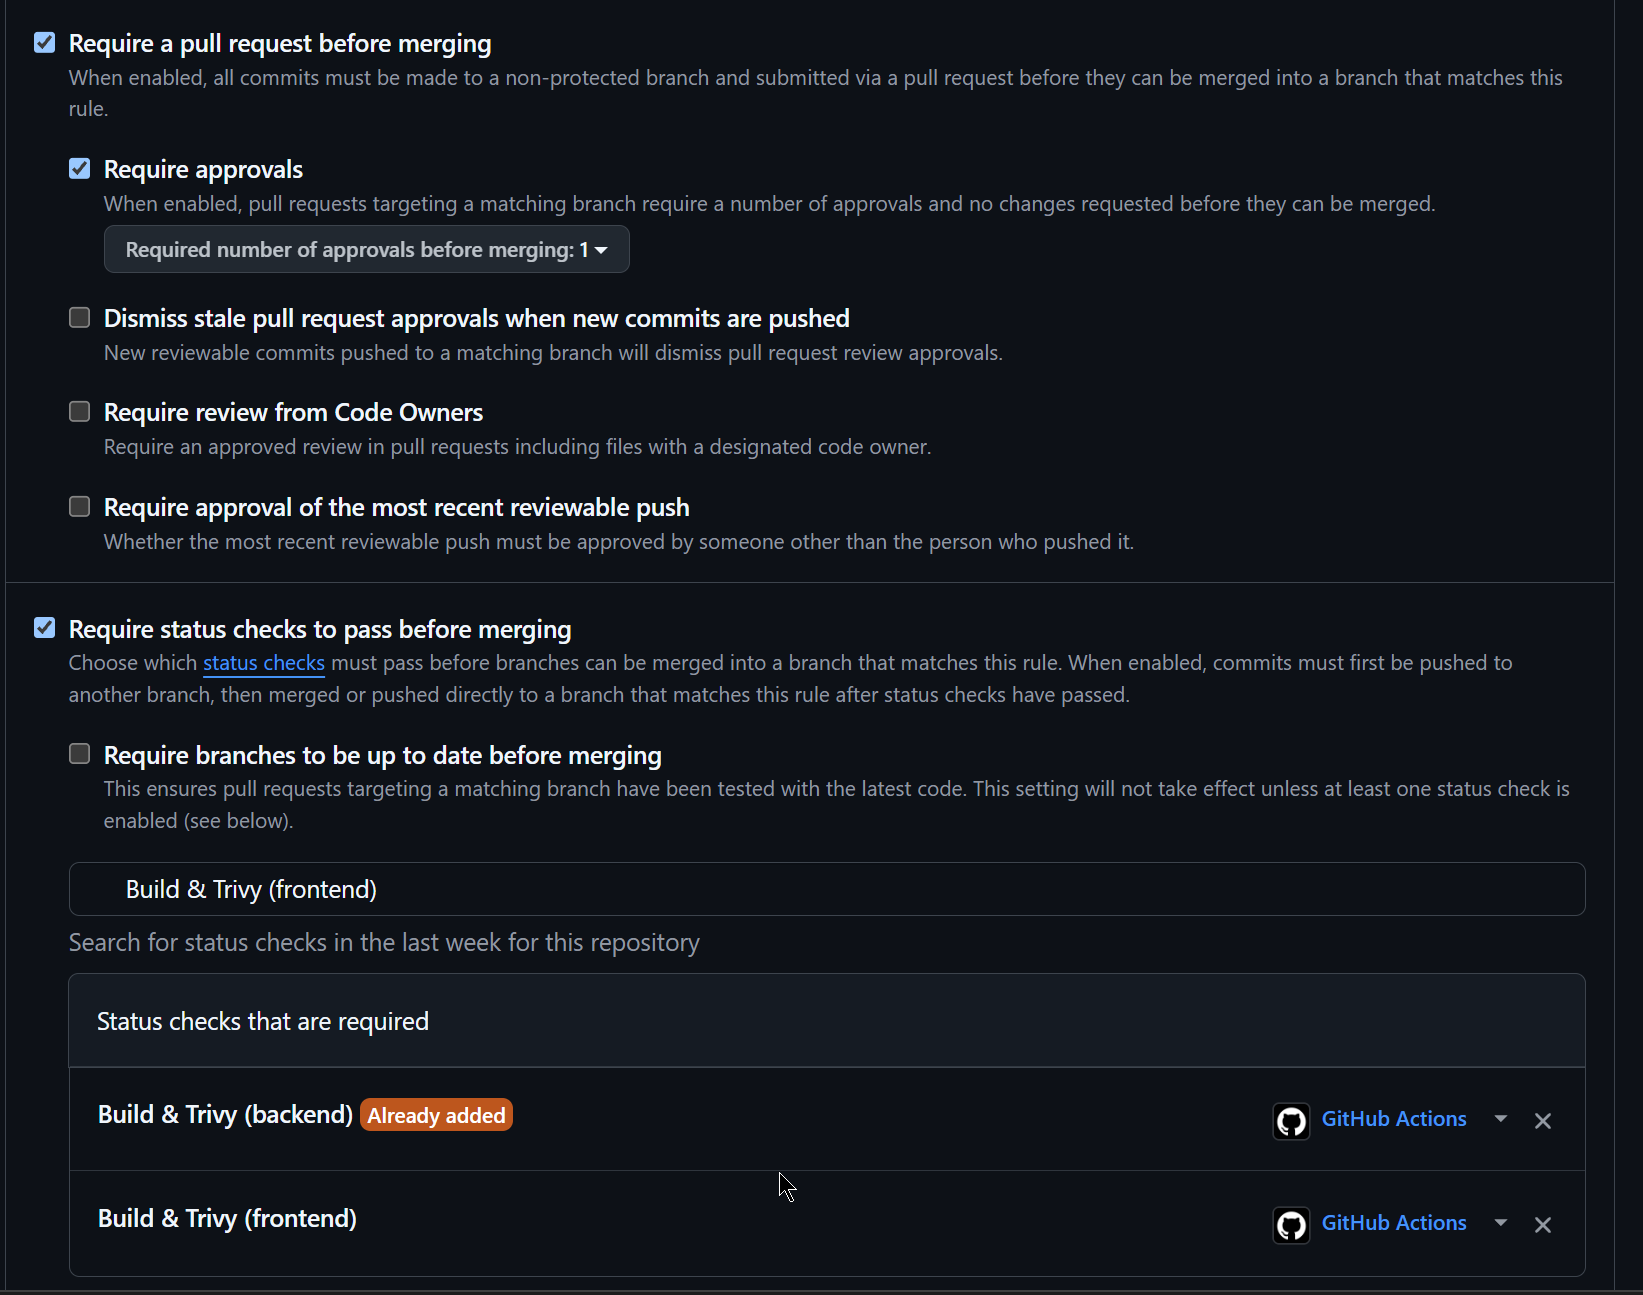 Require a pull request before merging
When enabled, all commits must be made to a non-protected branch and submitted via a pull request before they can be merged into a branch that matches this
rule.
Require approvals
When enabled, pull requests targeting a matching branch require a number of approvals and no changes requested before they can be merged.
Required number of approvals before merging: 1
Dismiss stale pull request approvals when new commits are pushed
New reviewable commits pushed to a matching branch will dismiss pull request review approvals.
Require review from Code Owners
Require an approved review in pull requests including files with a designated code owner.
Require approval of the most recent reviewable push
Whether the most recent reviewable push must be approved by someone other than the person who pushed it.
Require status checks to pass before merging
Choose which status checks must pass before branches can be merged into a branch that matches this rule. When enabled, commits must first be pushed to
another branch, then merged or pushed directly to a branch that matches this rule after status checks have passed.
Require branches to be up to date before merging
This ensures pull requests targeting a matching branch have been tested with the latest code. This setting will not take effect unless at least one status check is
enabled (see below).
Build & Trivy (frontend)
Search for status checks in the last week for this repository
Status checks that are required
Build & Trivy (backend) Already added GitHub Actions
Build & Trivy (frontend) GitHub Actions